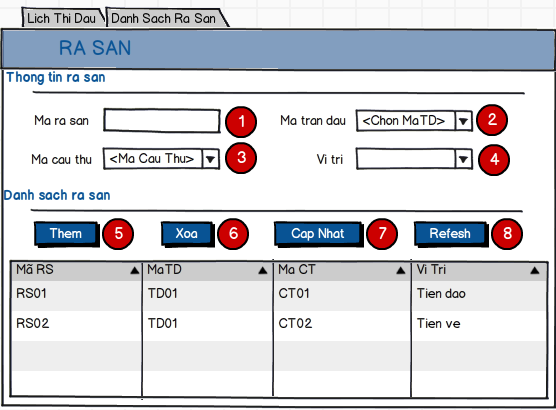 Lich Thi Dau Danh Sach Ra San
RA SAN
Thong tin ra san
Ma ra san 1 Ma tran dau <Chon MaTD> 2
Ma cau thu <Ma Cau Thu> 3 Vi tri 4
Danh sach ra san
Them 5 Xoa 6 Cap Nhat 7 Refesh 8
Mã RS MaTD Ma CT Vi Tri
RS01 TD01 CT01 Tien dao
RS02 TD01 CT02 Tien ve